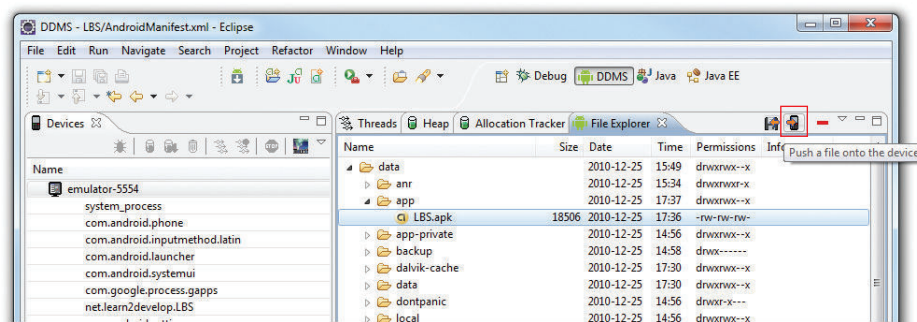 DDMS - LBS/AndroidManifest.xml - Eclipse
File Edit Run Navigate Search Project Refactor Window Help
Debug DDMS Java Java EE
Devices
Threads Heap Allocation Tracker File Explorer
Name
emulator-5554
system_process
com.android.phone
com.android.inputmethod.latin
com.android.launcher
com.android.systemui
com.google.process.gapps
net.learn2develop.LBS
Name Size Date Time Permissions Info
Push a file onto the device
data 2010-12-25 15:49 drwxrwx--x
anr 2010-12-25 15:34 drwxrwxr-x
app 2010-12-25 17:37 drwxrwx--x
LBS.apk 18506 2010-12-25 17:36 -rw-rw-rw-
app-private 2010-12-25 14:56 drwxrwx--x
backup 2010-12-25 14:58 drwx------
dalvik-cache 2010-12-25 17:30 drwxrwx--x
data 2010-12-25 17:30 drwxrwx--x
dontpanic 2010-12-25 14:56 drwxr-x---
local 2010-12-25 14:56 drwxrwx--x